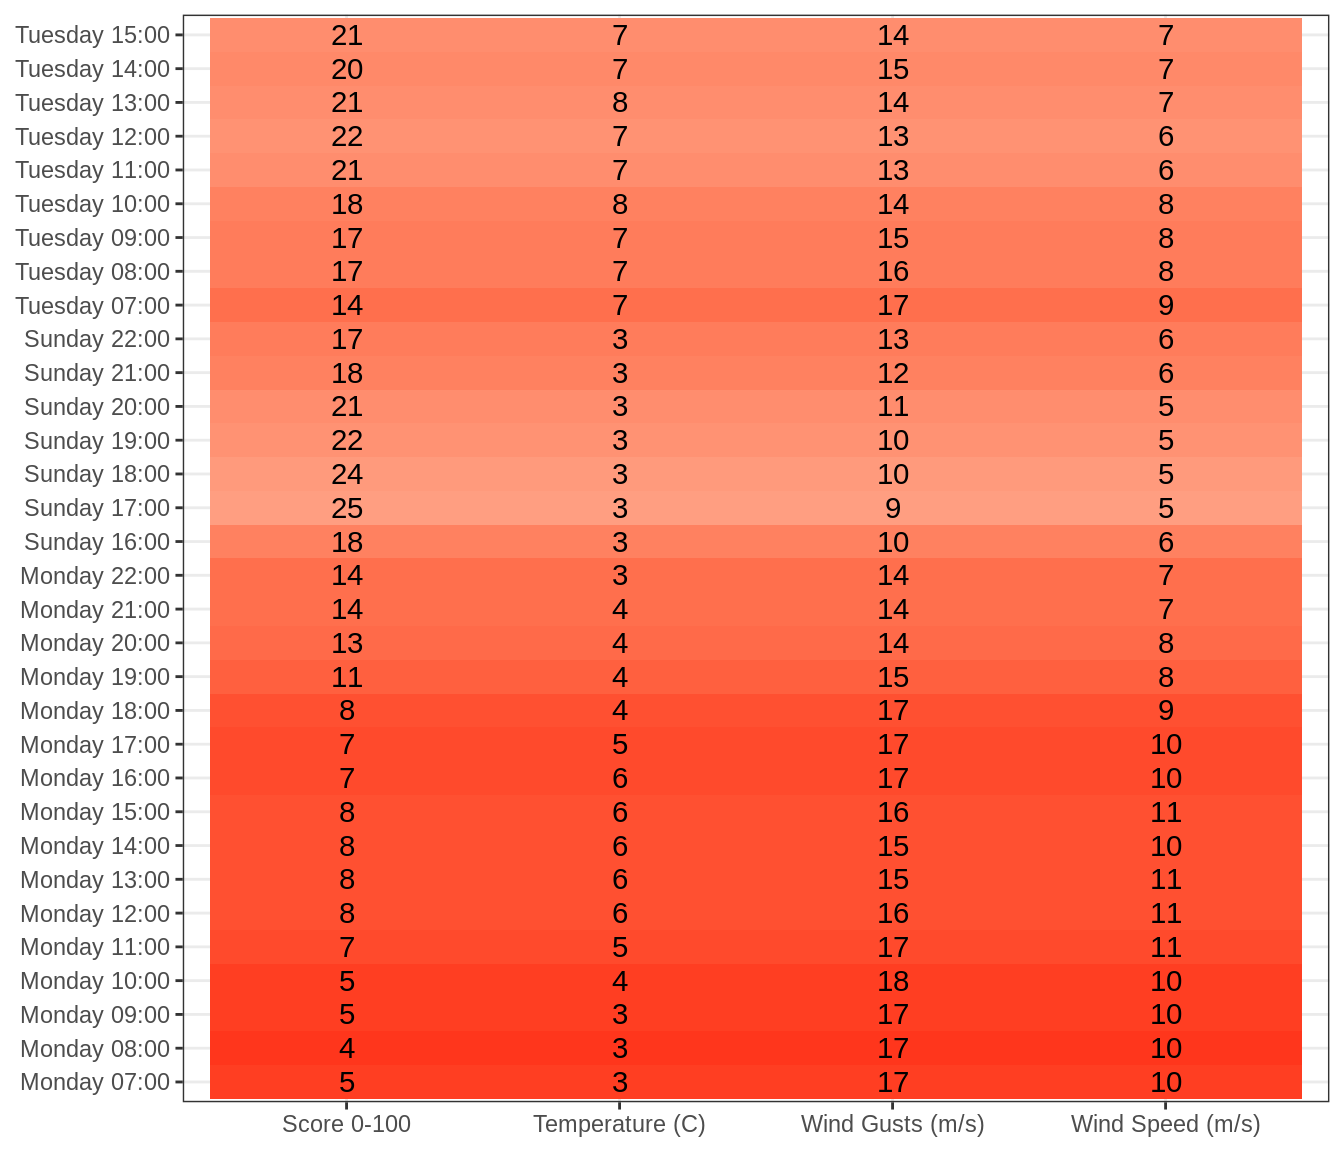 Tuesday 15:00 21 7 14 7
Tuesday 14:00 20 7 15 7
Tuesday 13:00 21 8 14 7
Tuesday 12:00 22 7 13 6
Tuesday 11:00 21 7 13 6
Tuesday 10:00 18 8 14 8
Tuesday 09:00 17 7 15 8
Tuesday 08:00 17 7 16 8
Tuesday 07:00 14 7 17 9
Sunday 22:00 17 3 13 6
Sunday 21:00 18 3 12 6
Sunday 20:00 21 3 11 5
Sunday 19:00 22 3 10 5
Sunday 18:00 24 3 10 5
Sunday 17:00 25 3 9 5
Sunday 16:00 18 3 10 6
Monday 22:00 14 3 14 7
Monday 21:00 14 4 14 7
Monday 20:00 13 4 14 8
Monday 19:00 11 4 15 8
Monday 18:00 8 4 17 9
Monday 17:00 7 5 17 10
Monday 16:00 7 6 17 10
Monday 15:00 8 6 16 11
Monday 14:00 8 6 15 10
Monday 13:00 8 6 15 11
Monday 12:00 8 6 16 11
Monday 11:00 7 5 17 11
Monday 10:00 5 4 18 10
Monday 09:00 5 3 17 10
Monday 08:00 4 3 17 10
Monday 07:00 5 3 17 10
Score 0-100 Temperature (C) Wind Gusts (m/s) Wind Speed (m/s)